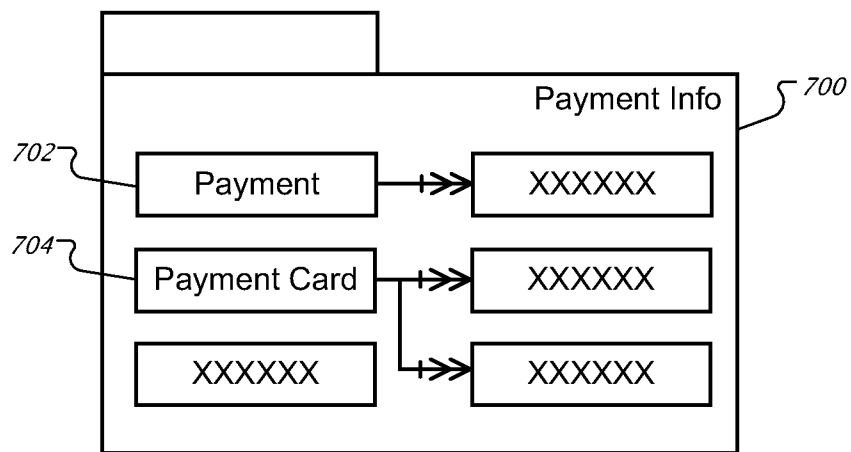 Payment Info
700
702
Payment
XXXXXX
704
Payment Card
XXXXXX
XXXXXX
XXXXXX